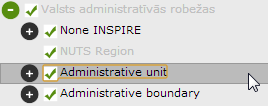 Valsts administratīvās robežas
None INSPIRE
NUTS Region
Administrative unit
Administrative boundary